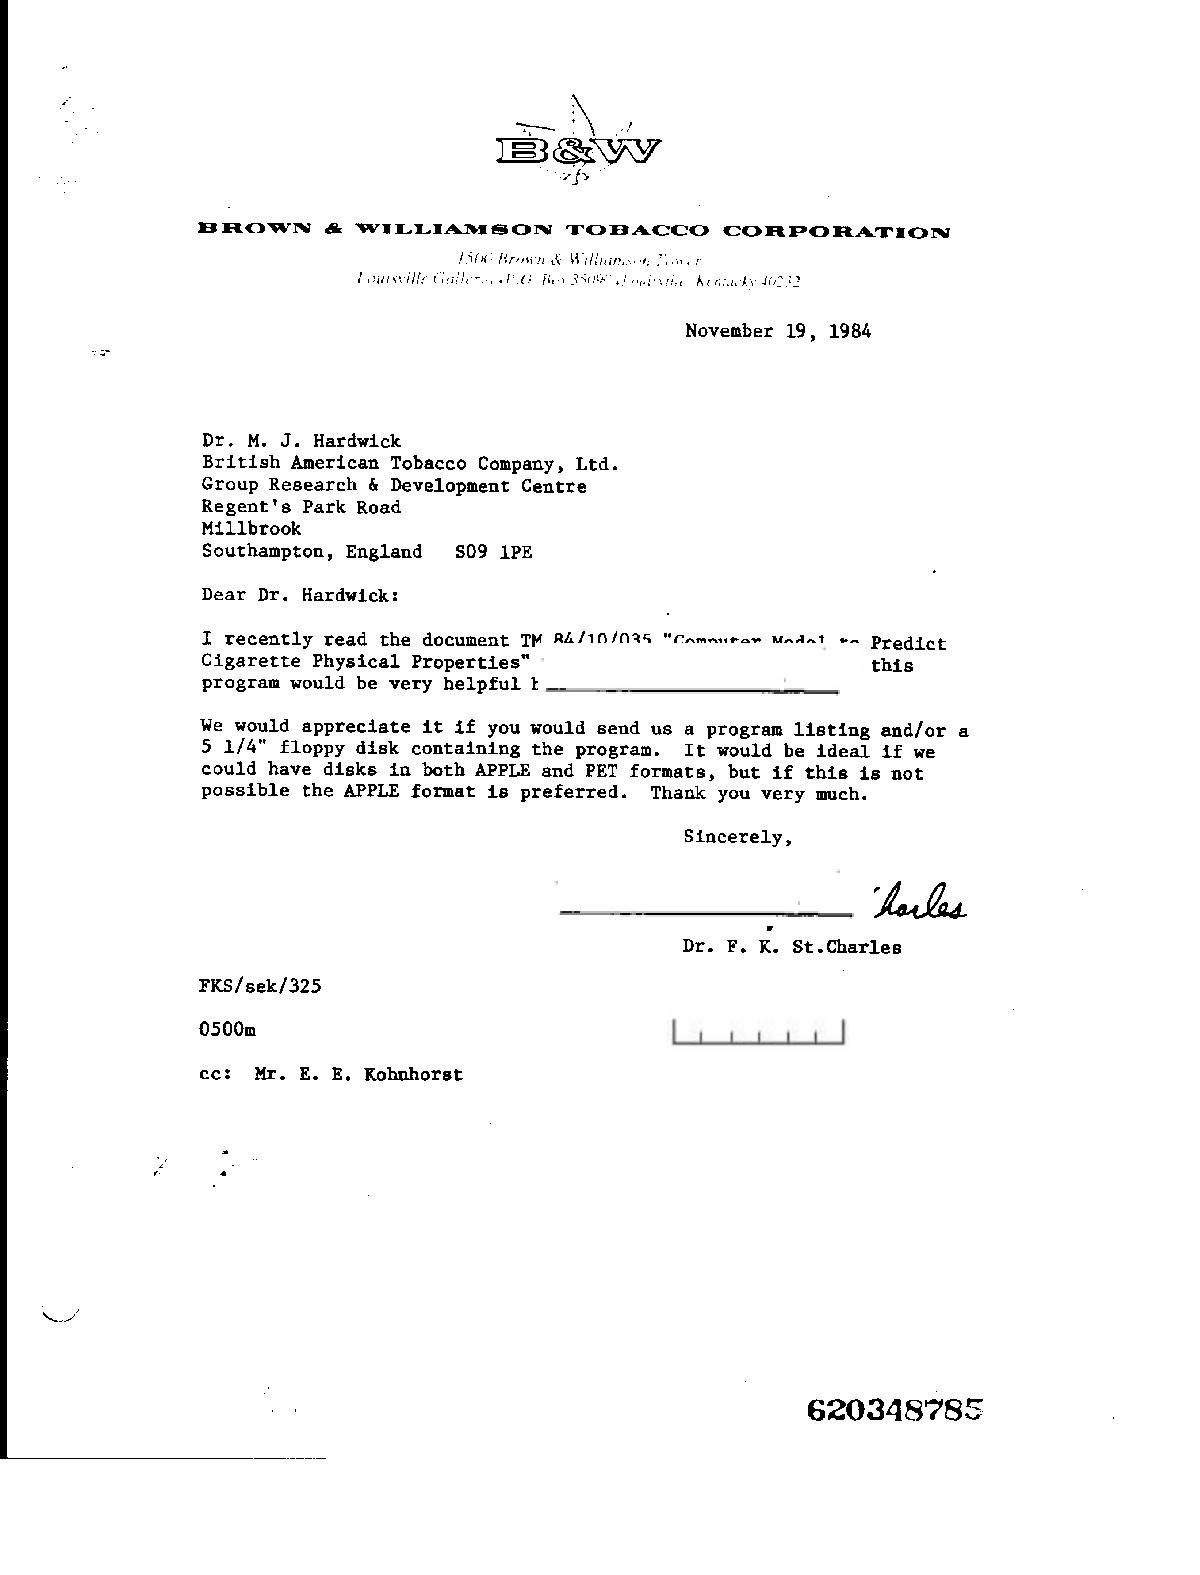 B&W
BROWN & WILLIAMSON TOBACCO CORPORATION
1500 Brown & Williamson Tower
Louisville Galleria P.O. Box Louisville, Kentucky 40232
November 19, 1984
Dr. M. J. Hardwick
British American Tobacco Company, Ltd.
Group Research & Development Centre
Regent's Park Road
Millbrook
Southampton, England S09 1PE
Dear Dr. Hardwick:
I recently read the document TM 84/10/035 "Computer Model to Predict
Cigarette Physical Properties" this
program would be very helpful
We would appreciate it if you would send us a program listing and/or a
5 1/4" floppy disk containing the program. It would be ideal if we
could have disks in both APPLE and PET formats, but if this is not
possible the APPLE format is preferred. Thank you very much.
Sincerely,
Charles
Dr. F. K. St.Charles
FKS/sek/325
0500m
cc: Mr. E. E. Kohnhorst
620348785